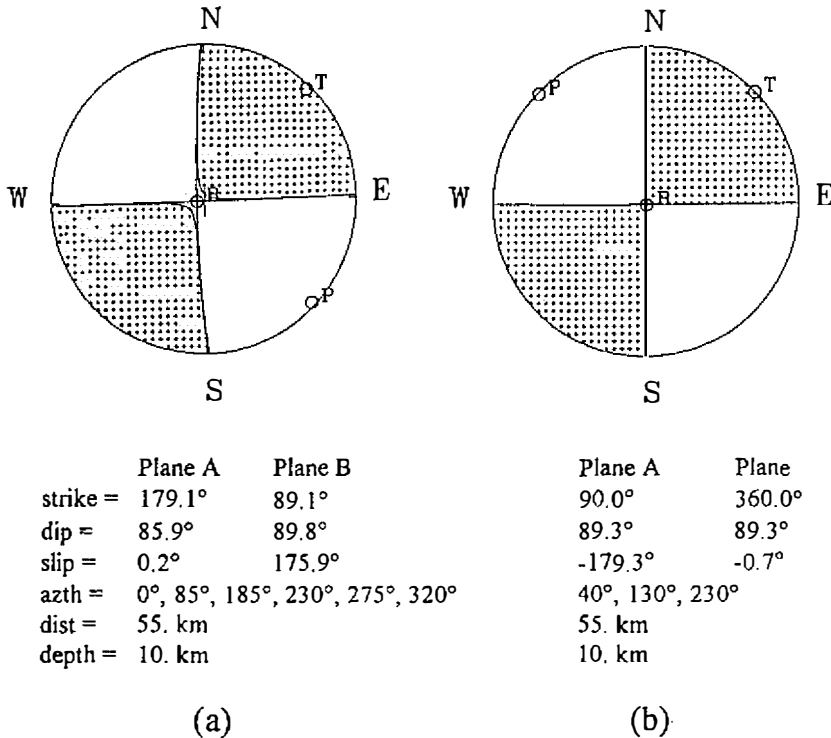 N
T
W
B
E
P
S
N
P
T
W
B
E
S
Plane A Plane B
strike = 179.1° 89.1°
dip = 85.9° 89.8°
slip = 0.2° 175.9°
azth = 0°, 85°, 185°, 230°, 275°, 320°
dist = 55. km
depth = 10. km
(a)
Plane A Plane
90.0° 360.0°
89.3° 89.3°
-179.3° -0.7°
40°, 130°, 230°
55. km
10. km
(b)